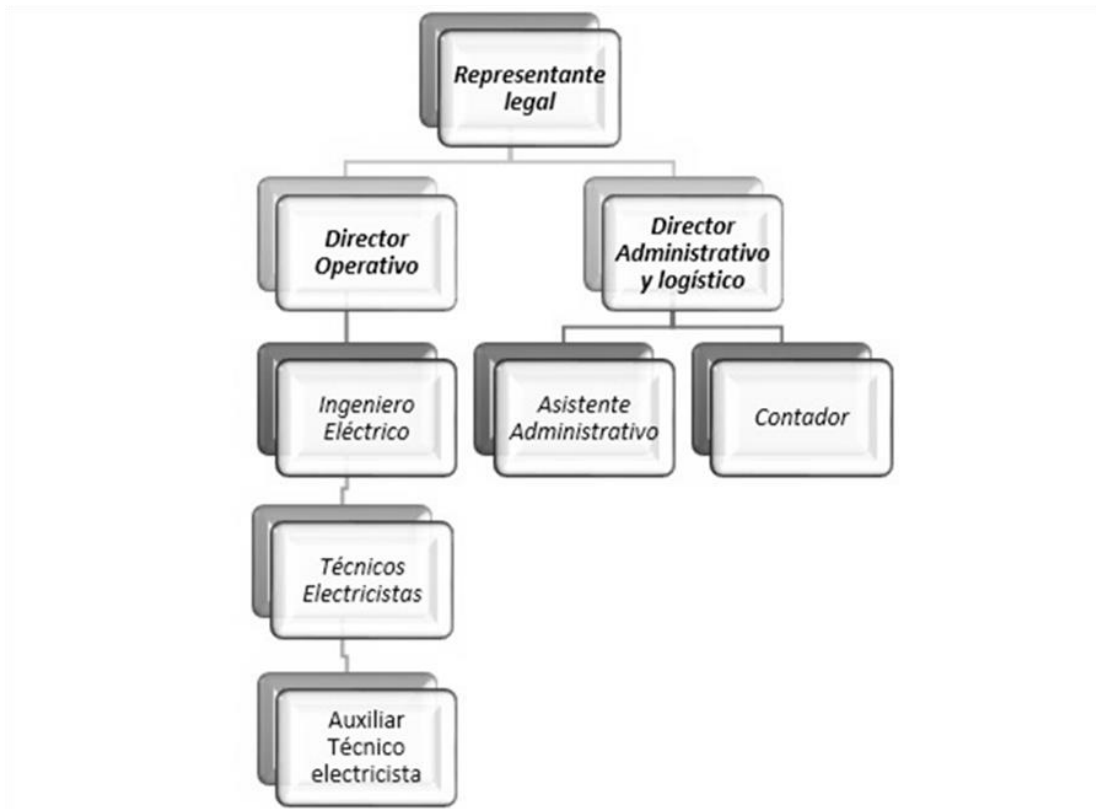 Representante
legal
Director
Operativo
Director
Administrativo
y logístico
Ingeniero
Eléctrico
Asistente
Administrativo
Contador
Técnicos
Electricistas
Auxiliar
Técnico
electricista